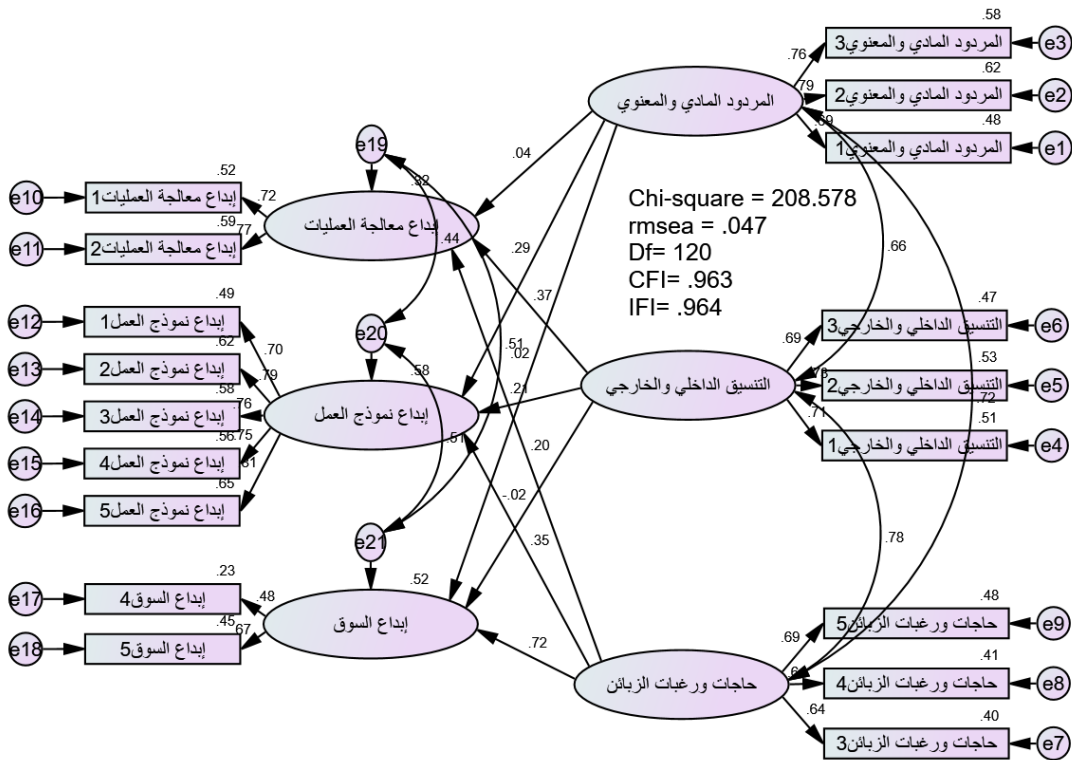 .58
المردود المادي والمعنوي3
e3
.76
.62
المردود المادي والمعنوي2
e2
.79
.48
المردود المادي والمعنوي1
e1
.69
المردود المادي والمعنوي
e19
.04
.52
إبداع معالجة العمليات1
e10
.72
.32
إبداع معالجة العمليات
.59
إبداع معالجة العمليات2
e11
.77
.44
Chi-square = 208.578
rmsea = .047
Df= 120
CFI= .963
IFI= .964
.66
.29
.37
.49
إبداع نموذج العمل1
e12
.70
e20
.51
.02
.47
التنسيق الداخلي والخارجي3
e6
.69
.62
إبداع نموذج العمل2
e13
.79
.58
.21
التنسيق الداخلي والخارجي
.53
التنسيق الداخلي والخارجي2
e5
.72
.58
إبداع نموذج العمل3
e14
.76
إبداع نموذج العمل
.51
التنسيق الداخلي والخارجي1
e4
.71
.56
إبداع نموذج العمل4
e15
.75
.51
.20
.65
إبداع نموذج العمل5
e16
-.02
.35
.78
e21
.23
إبداع السوق4
e17
.48
.52
إبداع السوق
.45
إبداع السوق5
e18
.67
.72
.48
حاجات ورغبات الزبائن5
e9
.69
حاجات ورغبات الزبائن
.41
حاجات ورغبات الزبائن4
e8
.64
.40
حاجات ورغبات الزبائن3
e7